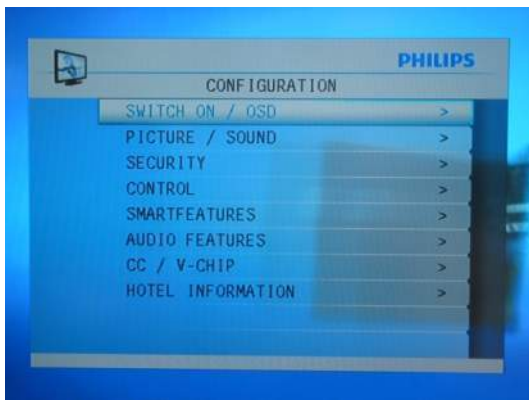 PHILIPS
CONFIGURATION
SWITCH ON / OSD >
PICTURE / SOUND >
SECURITY >
CONTROL >
SMARTFEATURES >
AUDIO FEATURES >
CC / V-CHIP >
HOTEL INFORMATION >